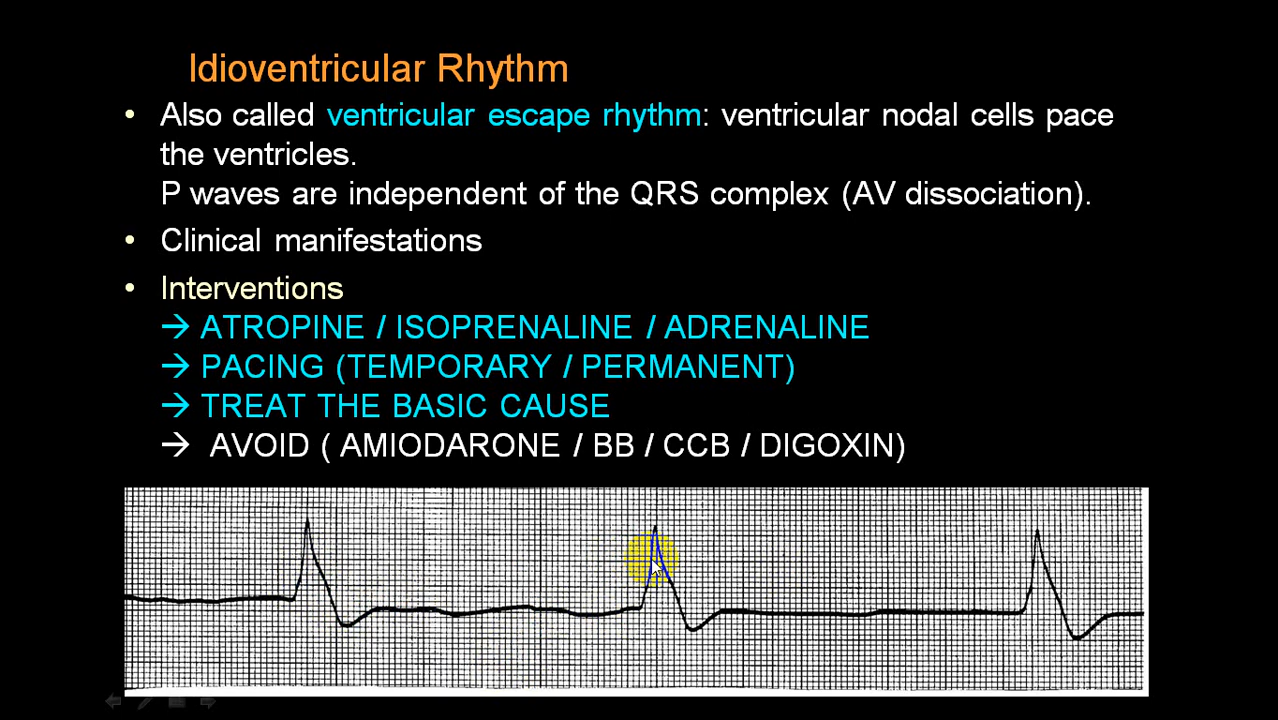 Idioventricular Rhythm
• Also called ventricular escape rhythm: ventricular nodal cells pace
the ventricles.
P waves are independent of the QRS complex (AV dissociation).
• Clinical manifestations
• Interventions
→ ATROPINE / ISOPRENALINE / ADRENALINE
→ PACING (TEMPORARY / PERMANENT)
→ TREAT THE BASIC CAUSE
→ AVOID ( AMIODARONE / BB / CCB / DIGOXIN)